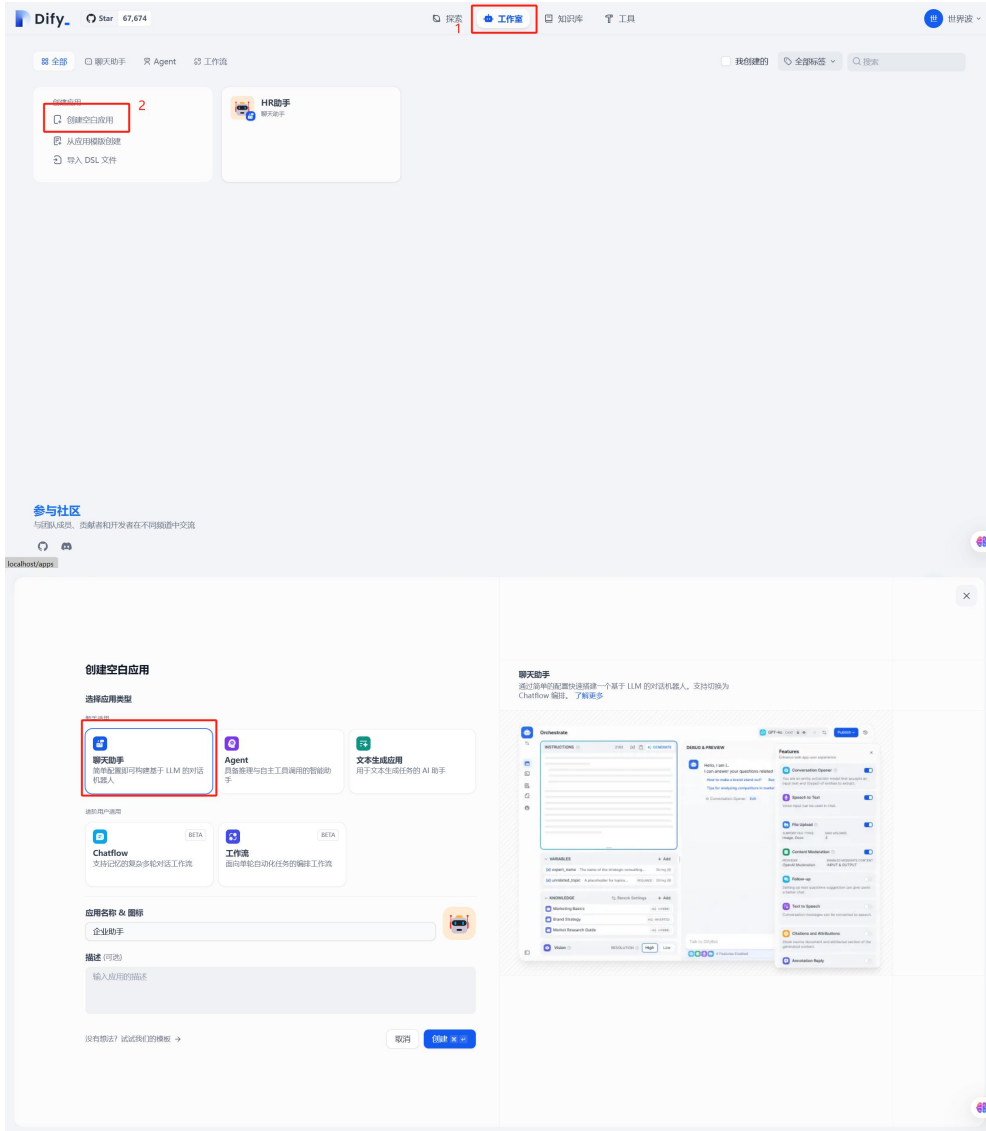 Dify_ Star 67,674 探索 工作室 知识库 工具 世 世界波
1
全部 聊天助手 Agent 工作流 我创建的 全部标签 搜索
创建应用
2
创建空白应用
从应用模版创建
导入 DSL 文件
HR助手
聊天助手
参与社区
与团队成员、贡献者和开发者在不同频道中交流
localhost/apps
创建空白应用
选择应用类型
聊天助手
简单配置即可构建基于 LLM 的对话
机器人
Agent
具备推理与自主工具调用的智能助
手
文本生成应用
用于文本生成任务的 AI 助手
进阶用户适用
BETA
Chatflow
支持记忆的复杂多轮对话工作流
BETA
工作流
面向单轮自动化任务的编排工作流
应用名称 & 图标
企业助手
描述 (可选)
输入应用的描述
没有想法?试试我们的模板 →
取消 创建
聊天助手
通过简单的配置快速搭建一个基于 LLM 的对话机器人。支持切换为
Chatflow 编排。 了解更多
Orchestrate
Publish
INSTRUCTIONS
GENERATE
DEBUG & PREVIEW
Features
Conversation Opener
Speech to Text
File Upload
Content Moderation
Follow-up
Text to Speech
Citations and Attributions
Annotation Reply
VARIABLES + Add
KNOWLEDGE + Add
Marketing Basics
Brand Strategy
Market Research Guide
Vision RESOLUTION High Low